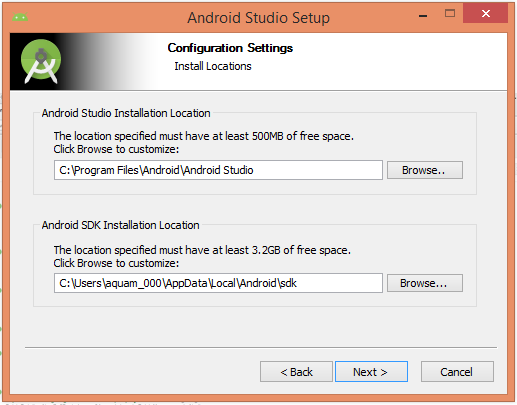 Android Studio Setup
Configuration Settings
Install Locations
Android Studio Installation Location
The location specified must have at least 500MB of free space.
Click Browse to customize:
C:\Program Files\Android\Android Studio
Browse..
Android SDK Installation Location
The location specified must have at least 3.2GB of free space.
Click Browse to customize:
C:\Users\aquam_000\AppData\Local\Android\sdk
Browse...
< Back
Next >
Cancel